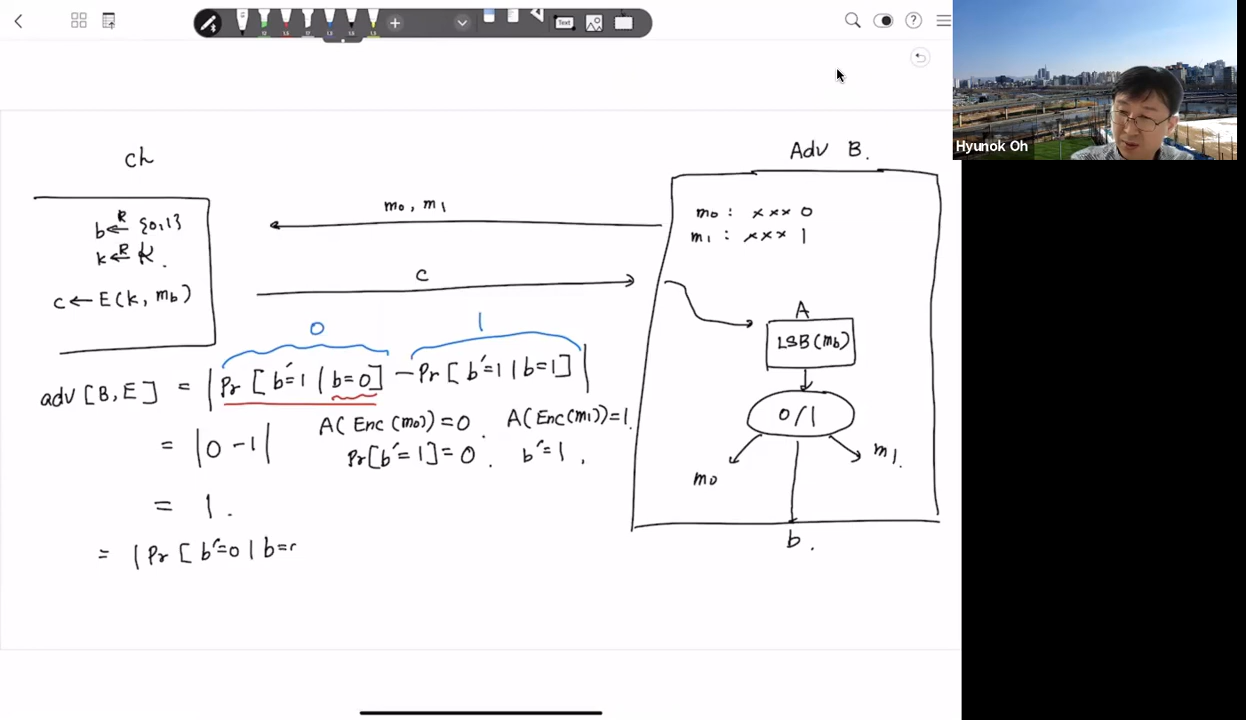 Text
Hyunok Oh
ch
Adv B.
b ←R {0,1}
k ←R K.
c ← E(k, mb)
m0, m1
c
m0 : xxx 0
m1 : xxx 1
A
LSB(mb)
0/1
m0
m1.
b.
0
1
adv [B,E] = | Pr [ b'=1 | b=0 ] - Pr [ b'=1 | b=1 ] |
= | 0 - 1 |
A( Enc(m0)) = 0.
A( Enc(m1)) = 1.
Pr[b'=1] = 0.
b'=1.
= 1.
= | Pr [ b'=0 | b=